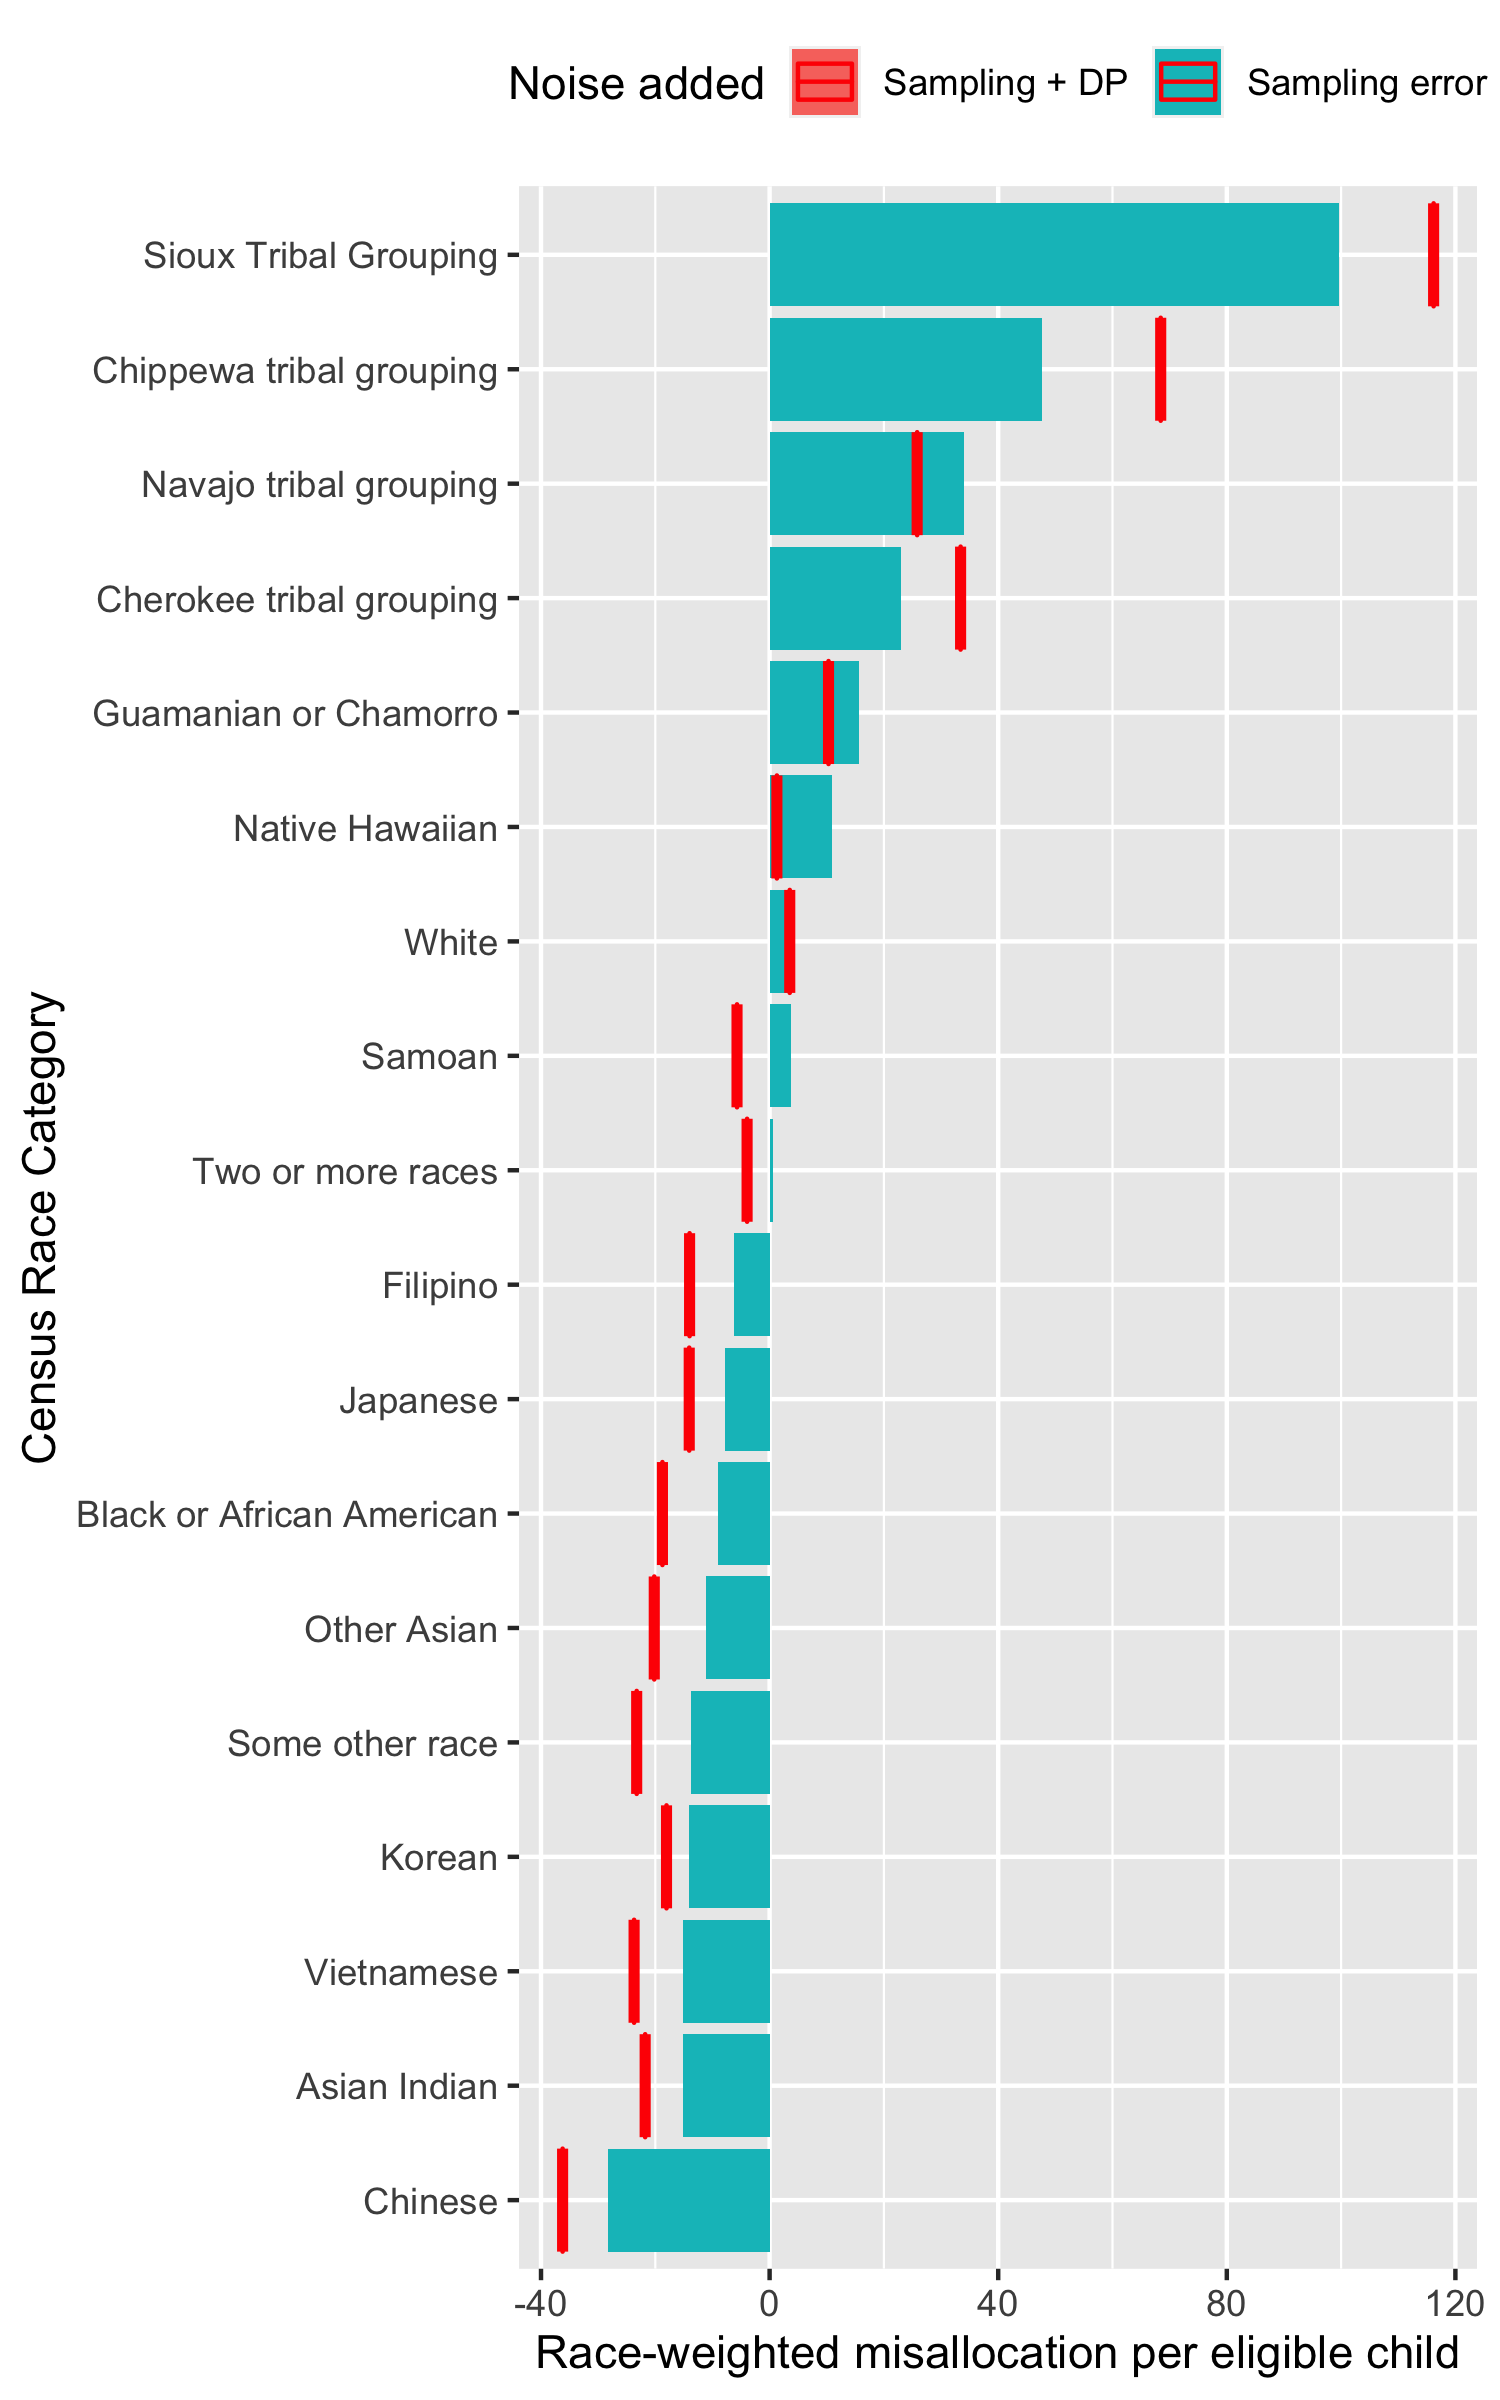 Noise added Sampling + DP Sampling error
Sioux Tribal Grouping
Chippewa tribal grouping
Navajo tribal grouping
Cherokee tribal grouping
Guamanian or Chamorro
Native Hawaiian
White
Samoan
Two or more races
Filipino
Japanese
Black or African American
Other Asian
Some other race
Korean
Vietnamese
Asian Indian
Chinese
Census Race Category
-40 0 40 80 120
Race-weighted misallocation per eligible child